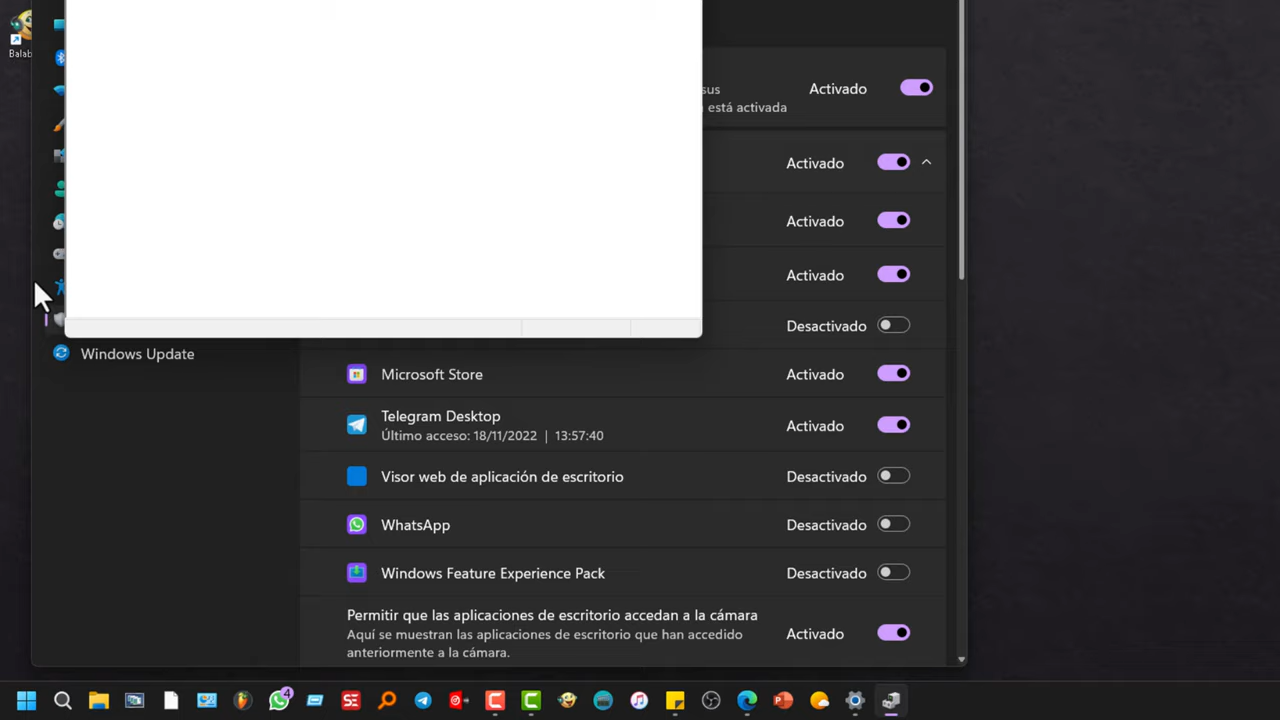 Balab
sus
Activado
está activada
Activado
Activado
Activado
Desactivado
Windows Update
Microsoft Store
Activado
Telegram Desktop
Último acceso: 18/11/2022 | 13:57:40
Activado
Visor web de aplicación de escritorio
Desactivado
WhatsApp
Desactivado
Windows Feature Experience Pack
Desactivado
Permitir que las aplicaciones de escritorio accedan a la cámara
Aquí se muestran las aplicaciones de escritorio que han accedido
anteriormente a la cámara.
Activado
4
SE